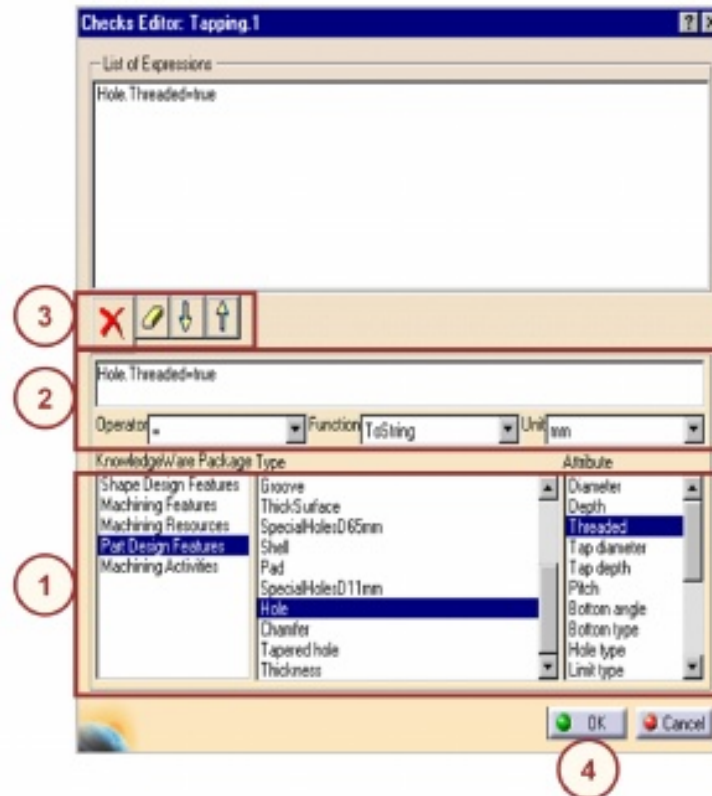 Checks Editor: Tapping.1
List of Expressions
Hole.Threaded=true
3
2
Hole.Threaded=true
Operator = Function ToString Unit mm
KnowledgeWare Package Type Attribute
1
Shape Design Features
Machining Features
Machining Resources
Part Design Features
Machining Activities
Groove
ThickSurface
SpecialHolesD65mm
Shell
Pad
SpecialHolesD11mm
Hole
Chamfer
Tapered hole
Thickness
Diameter
Depth
Threaded
Tap diameter
Tap depth
Pitch
Bottom angle
Bottom type
Hole type
Limit type
OK Cancel
4